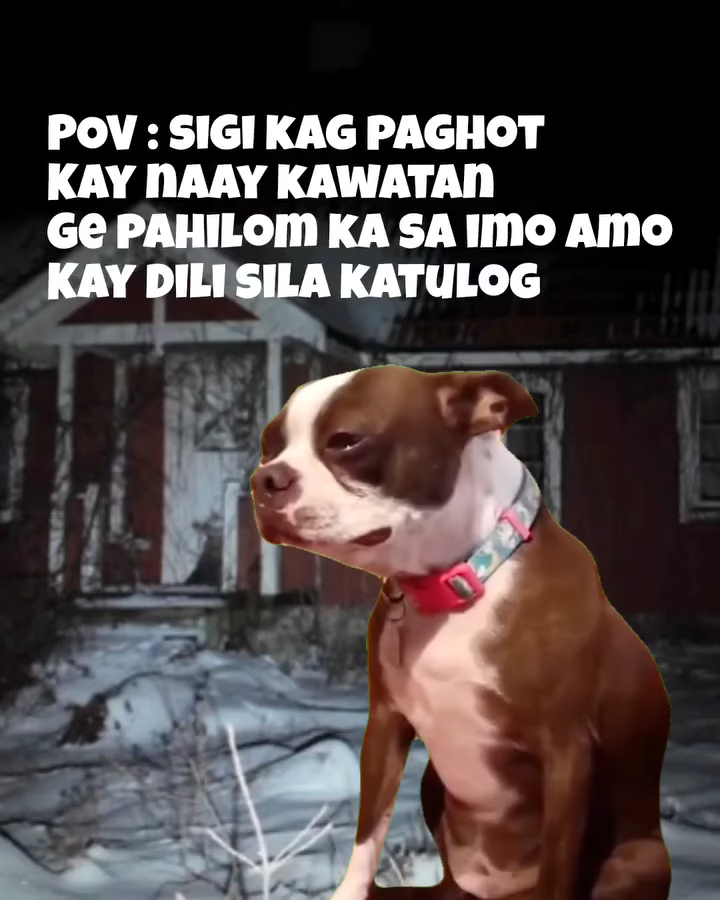 POV : SIGI KAG PAGHOT
KAY NAAY KAWATAN
GE PAHILOM KA SA IMO AMO
KAY DILI SILA KATULOG